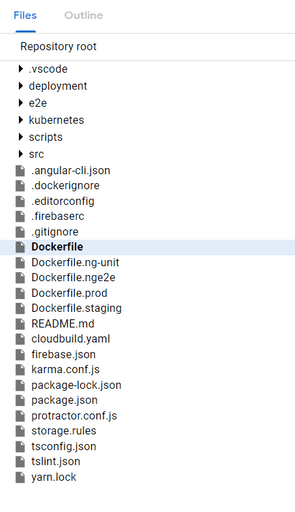 Files Outline
Repository root
.vscode
deployment
e2e
kubernetes
scripts
src
.angular-cli.json
.dockerignore
.editorconfig
.firebaserc
.gitignore
Dockerfile
Dockerfile.ng-unit
Dockerfile.nge2e
Dockerfile.prod
Dockerfile.staging
README.md
cloudbuild.yaml
firebase.json
karma.conf.js
package-lock.json
package.json
protractor.conf.js
storage.rules
tsconfig.json
tslint.json
yarn.lock